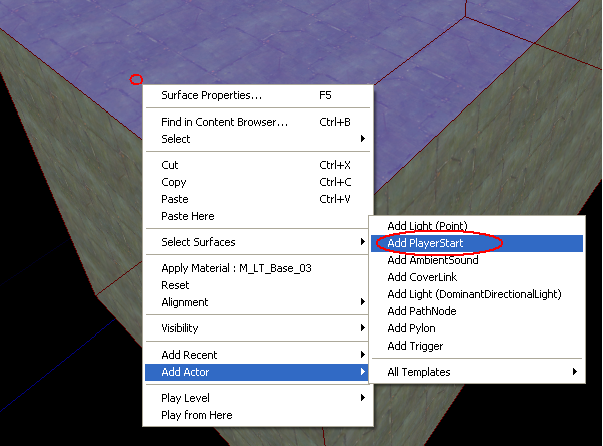 Surface Properties... F5
Find in Content Browser... Ctrl+B
Select
Cut Ctrl+X
Copy Ctrl+C
Paste Ctrl+V
Paste Here
Select Surfaces
Apply Material : M_LT_Base_03
Reset
Alignment
Visibility
Add Recent
Add Actor
Play Level
Play from Here
Add Light (Point)
Add PlayerStart
Add AmbientSound
Add CoverLink
Add Light (DominantDirectionalLight)
Add PathNode
Add Pylon
Add Trigger
All Templates